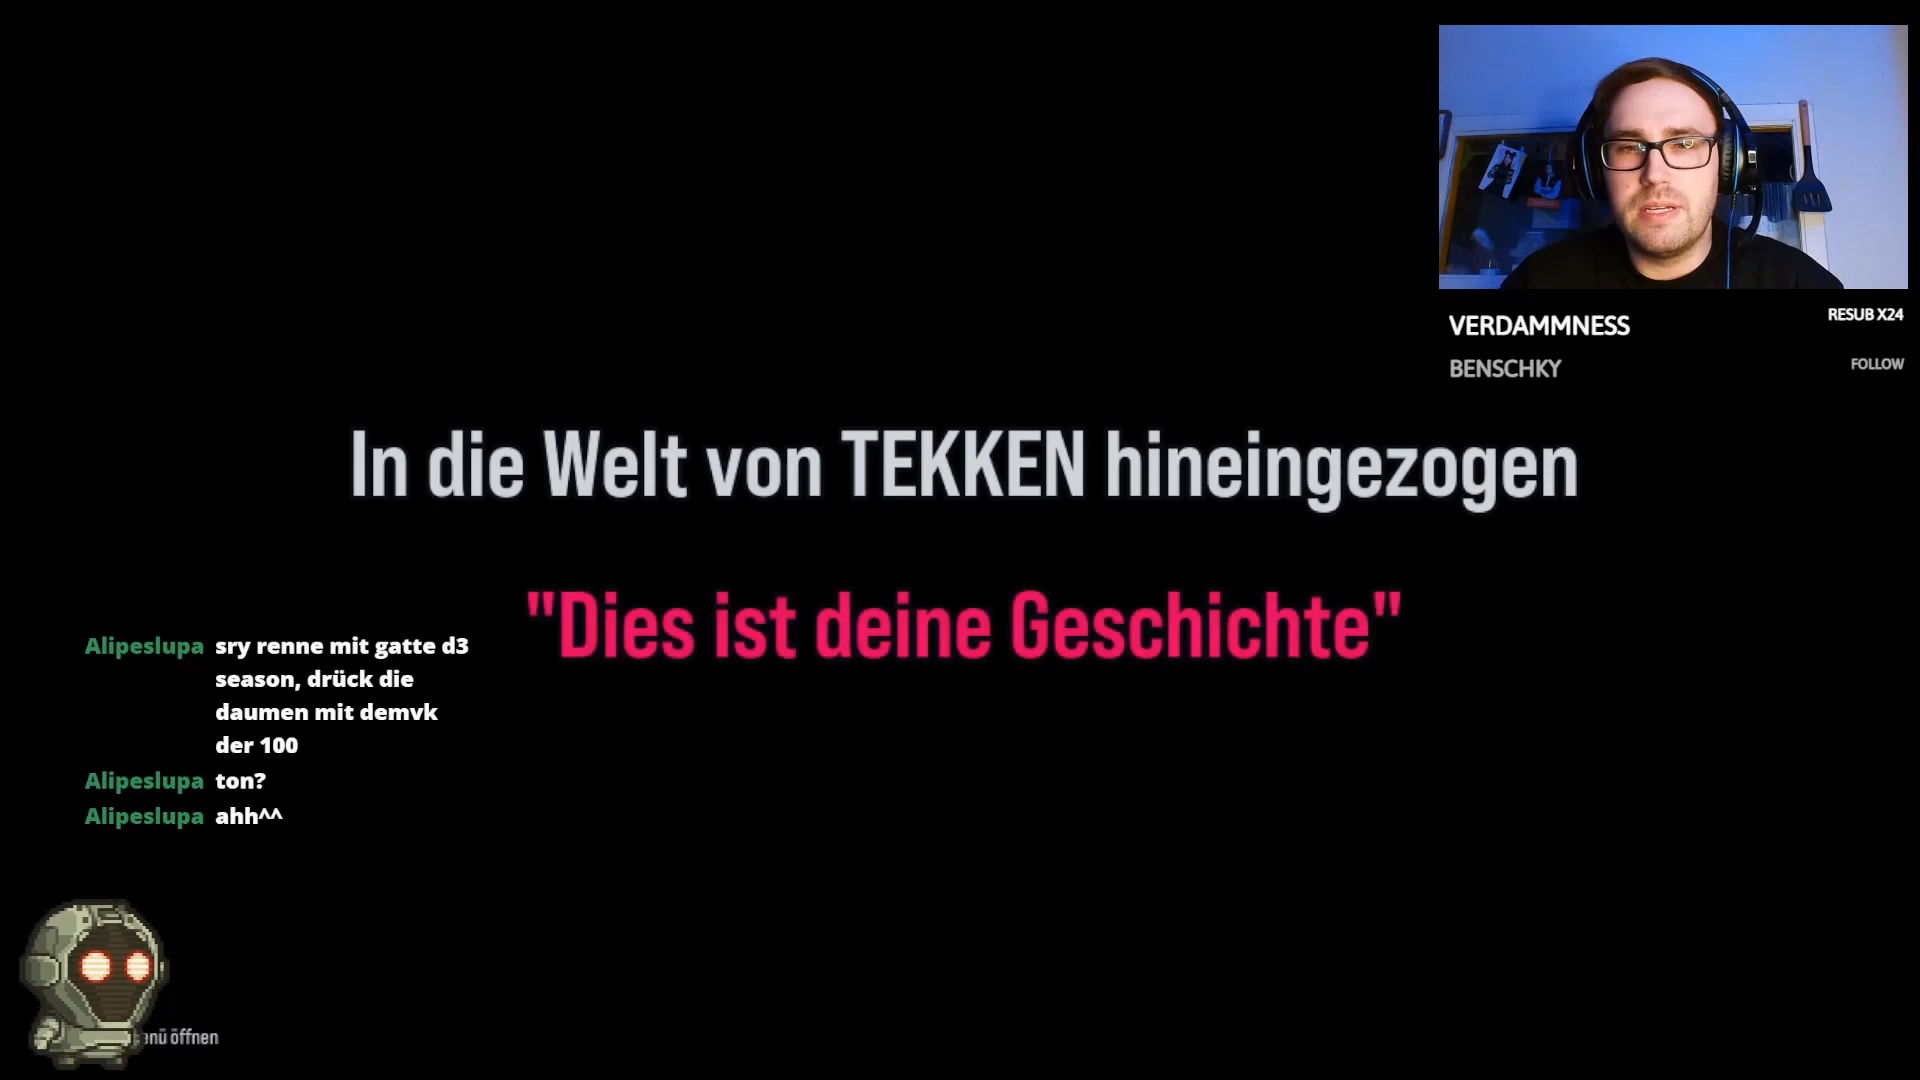 VERDAMMNESS RESUB X24
BENSCHKY FOLLOW
In die Welt von TEKKEN hineingezogen
"Dies ist deine Geschichte"
Alipeslupa sry renne mit gatte d3
season, drück die
daumen mit demvk
der 100
Alipeslupa ton?
Alipeslupa ahh^^
öffnen